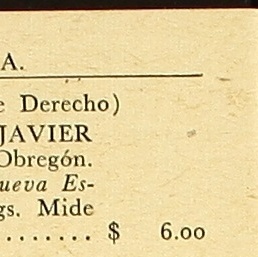 A.
e Derecho)
JAVIER
Obregón.
ueva Es-
gs. Mide
........ $ 6.00